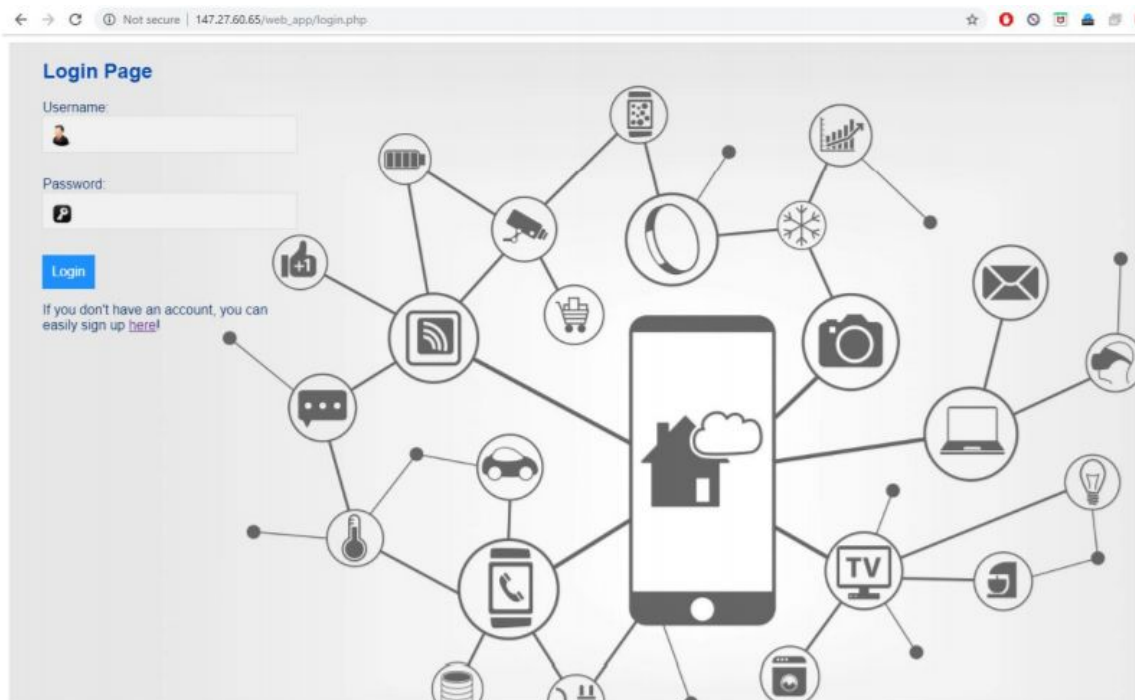 Not secure | 147.27.60.65/web_app/login.php
Login Page
Username:
Password:
Login
If you don't have an account, you can
easily sign up here!
+1
TV